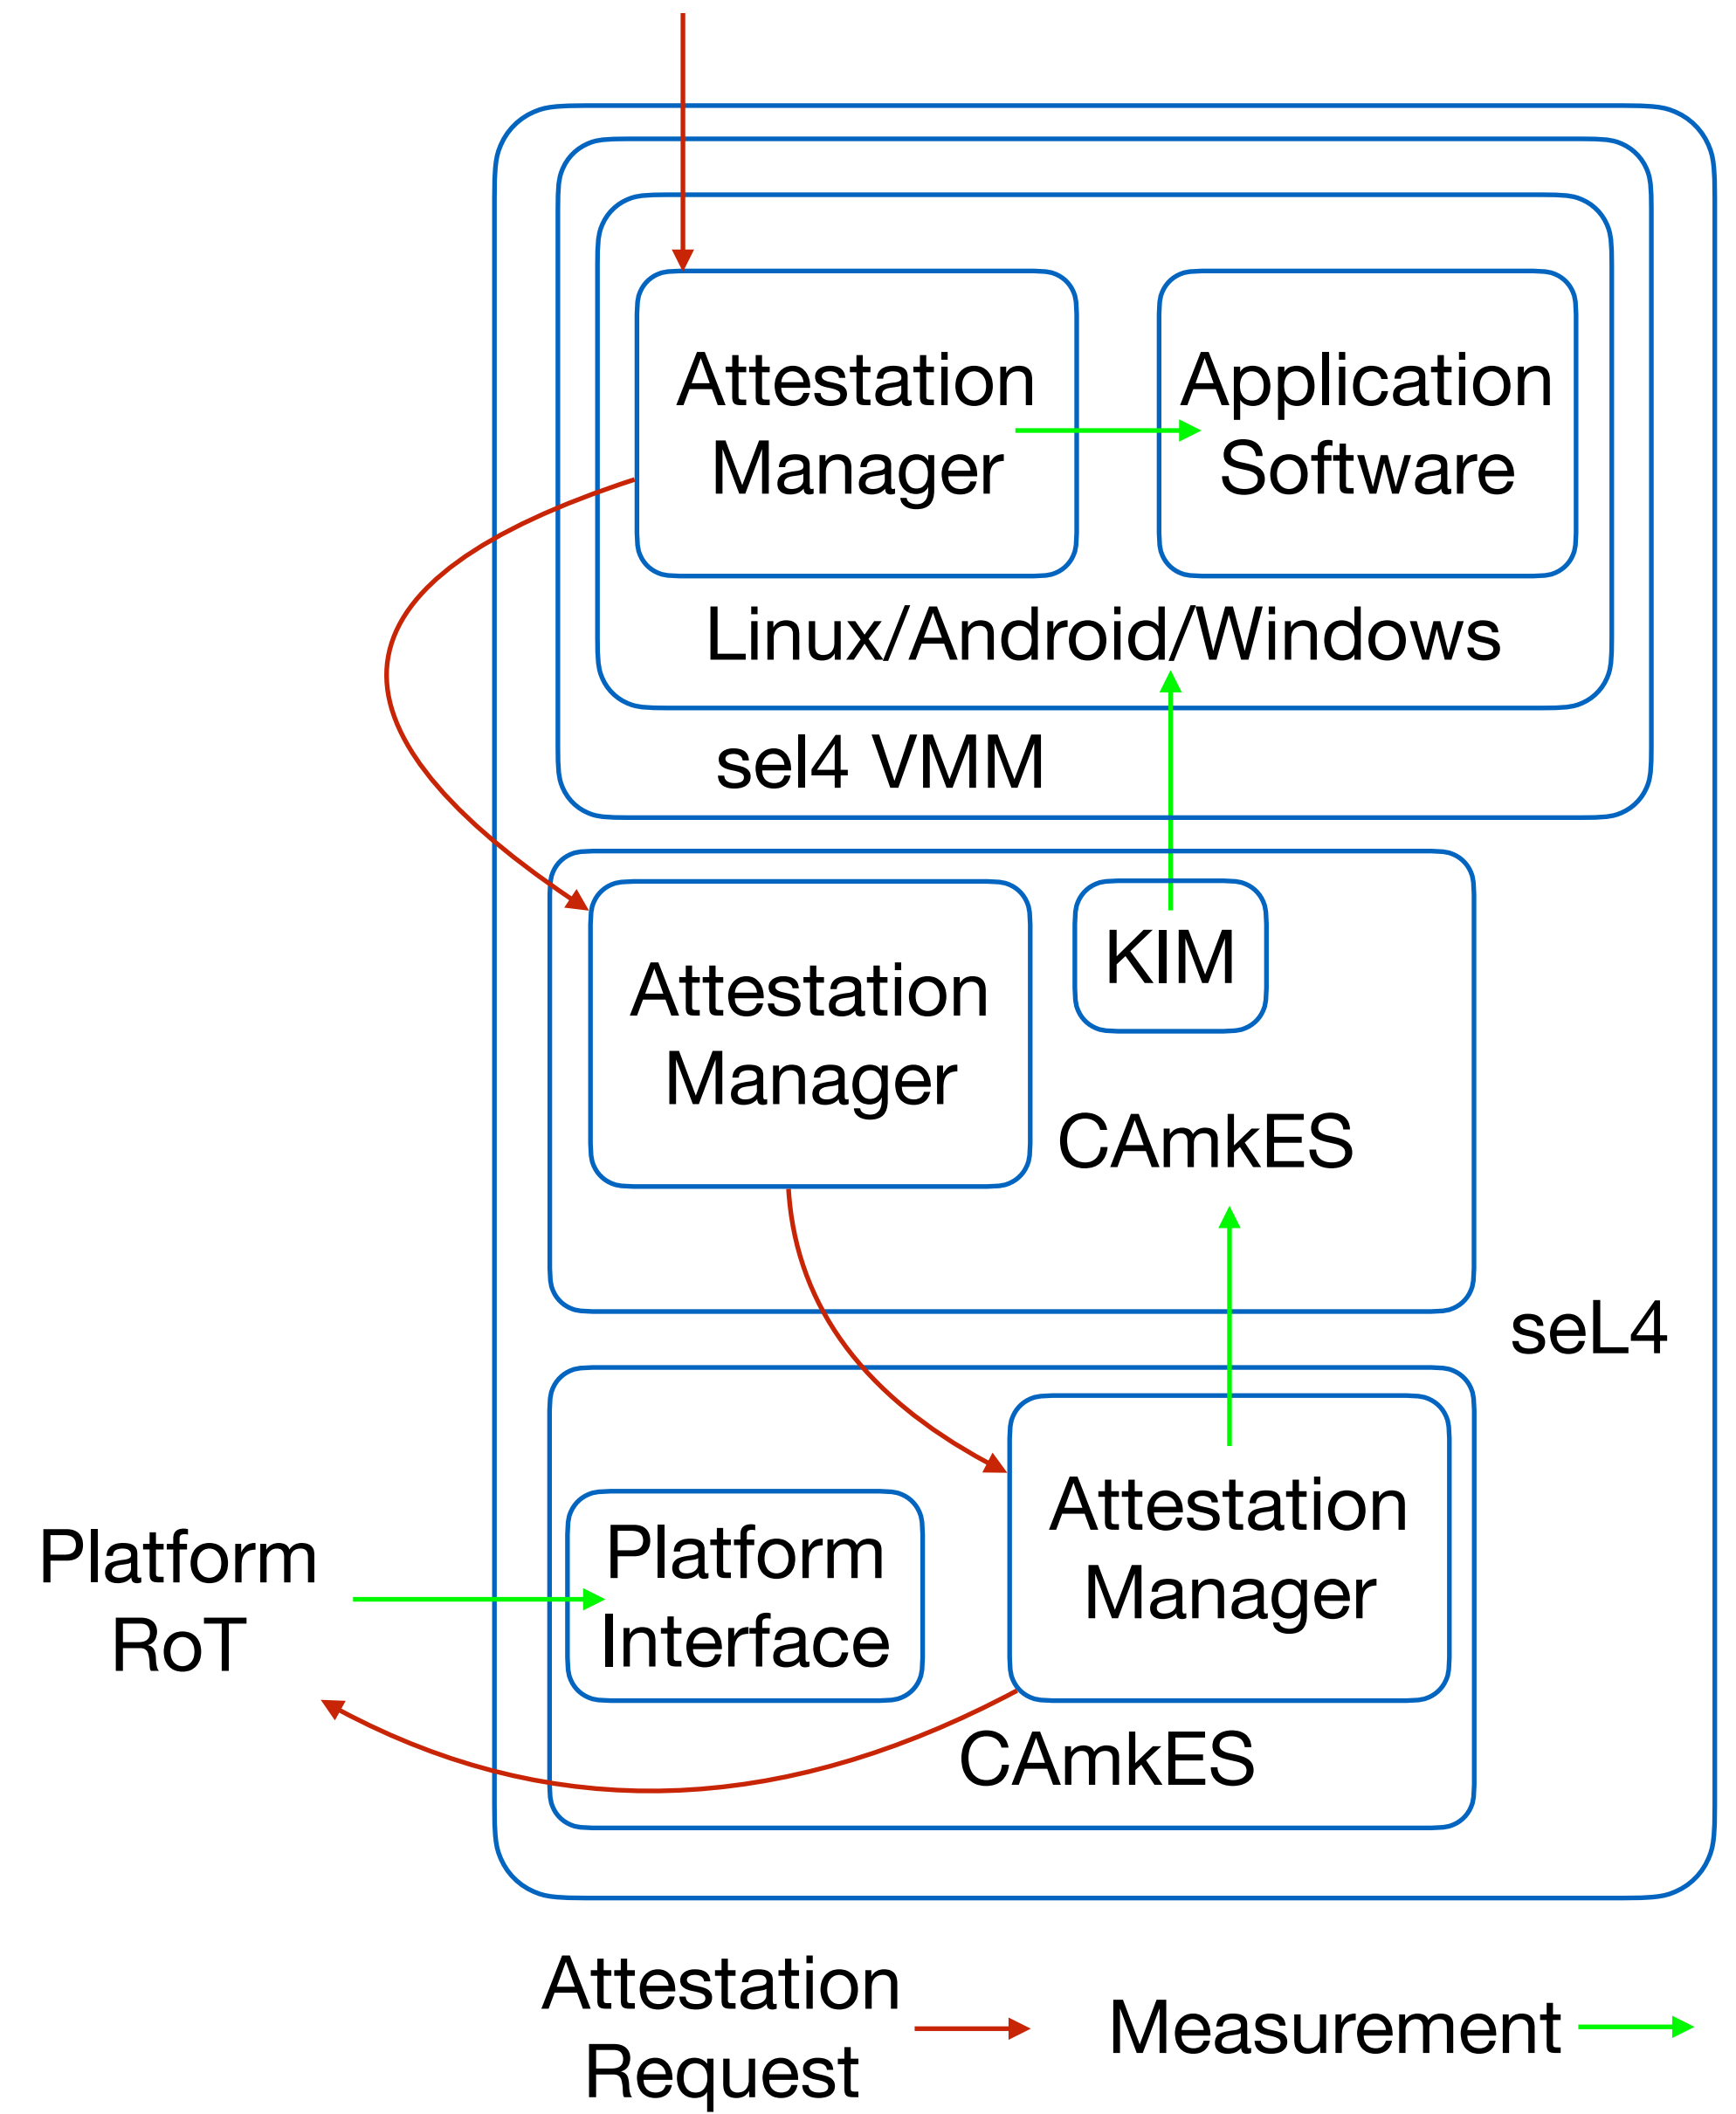 Attestation
Manager
Application
Software
Linux/Android/Windows
sel4 VMM
Attestation
Manager
KIM
CAmkES
seL4
Platform
RoT
Platform
Interface
Attestation
Manager
CAmkES
Attestation
Request
Measurement